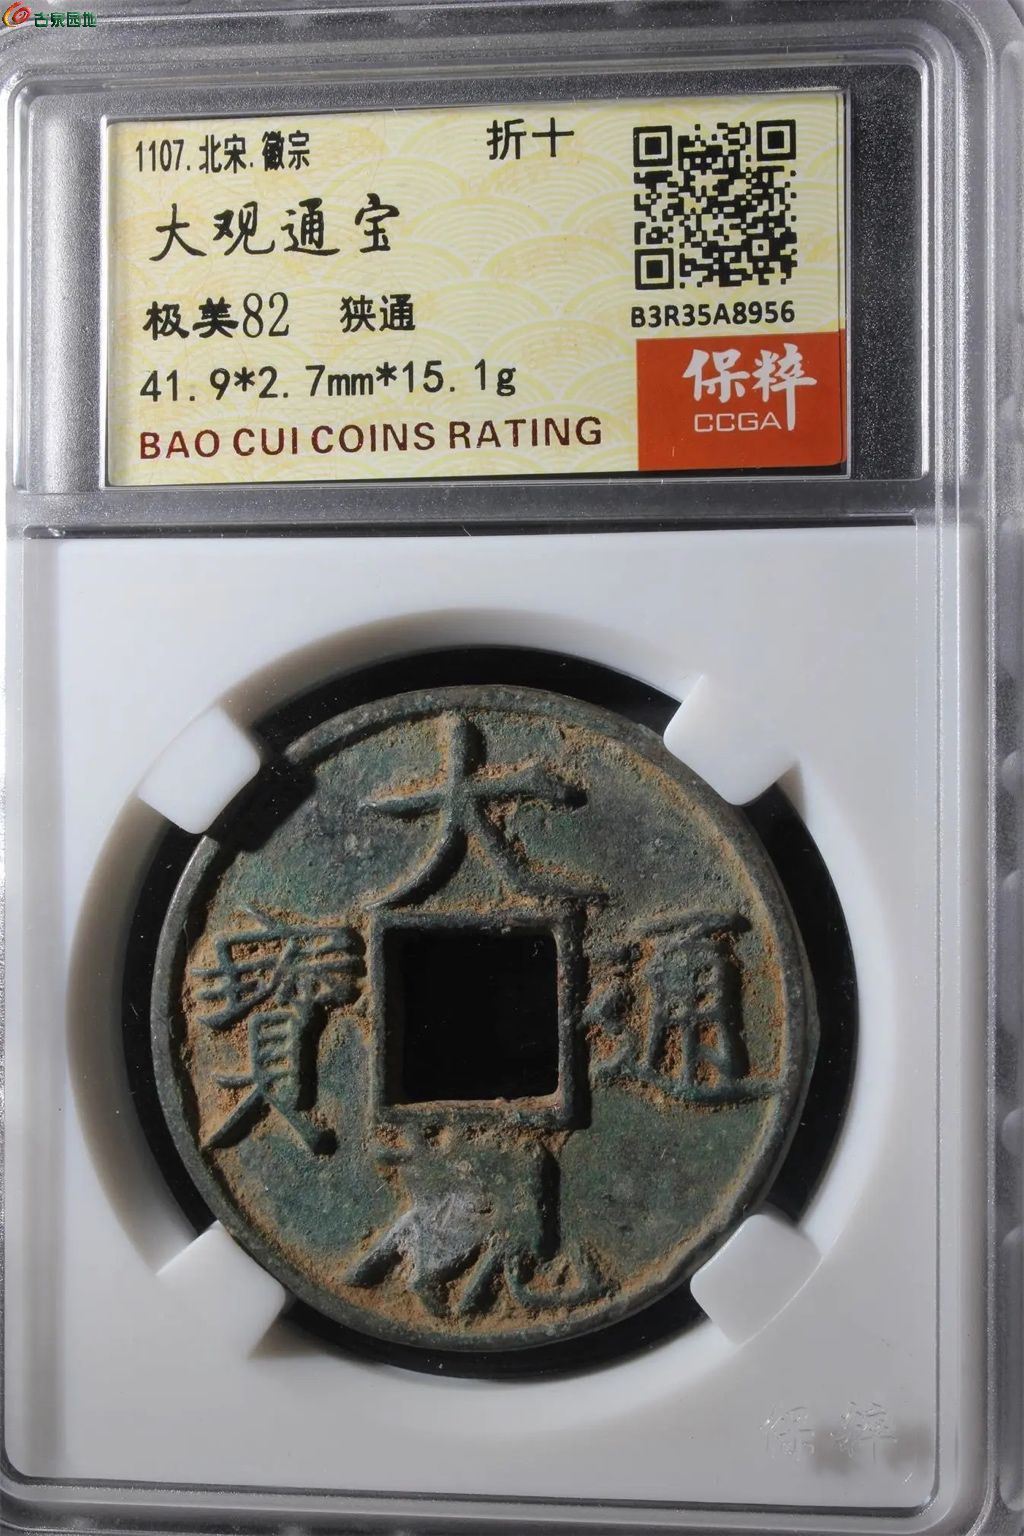 古泉园地
1107.北宋.徽宗
折十
大观通宝
极美82 狭通
B3R35A8956
41.9*2.7mm*15.1g
保粹
CCGA
BAO CUI COINS RATING
大
寶 通
觀
保粹